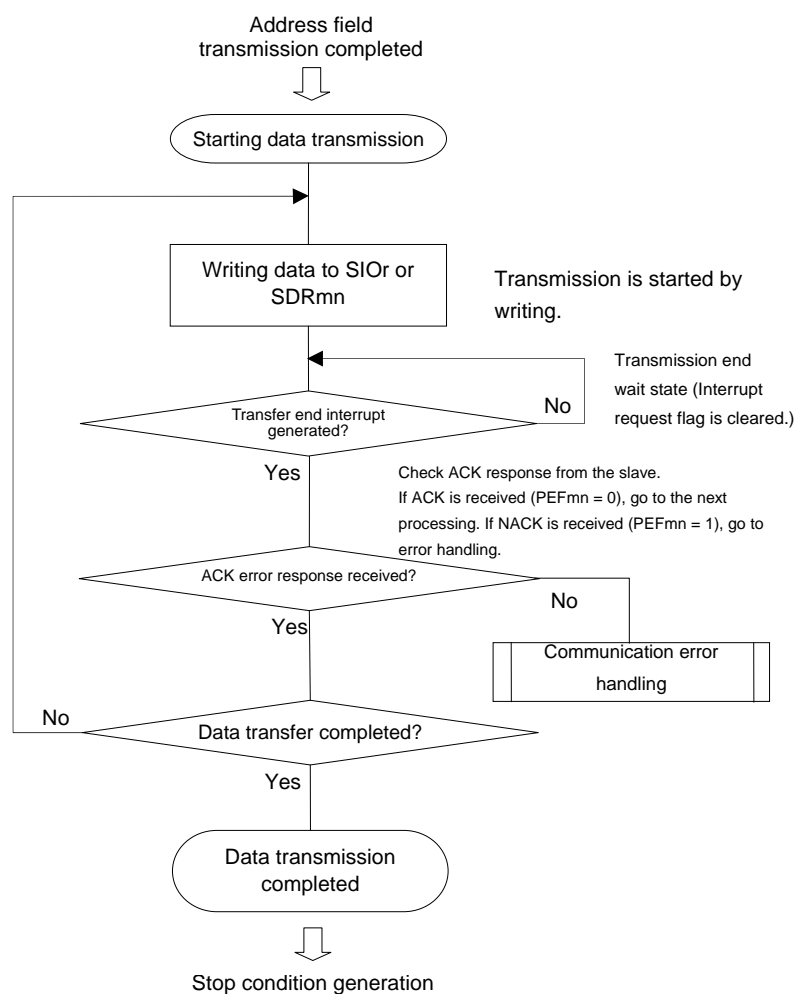 Address field
transmission completed
Starting data transmission
Writing data to SIOr or
SDRmn
Transmission is started by
writing.
Transmission end
wait state (Interrupt
request flag is cleared.)
Transfer end interrupt
generated?
No
Yes
Check ACK response from the slave.
If ACK is received (PEFmn = 0), go to the next
processing. If NACK is received (PEFmn = 1), go to
error handling.
ACK error response received?
No
Yes
Communication error
handling
No
Data transfer completed?
Yes
Data transmission
completed
Stop condition generation